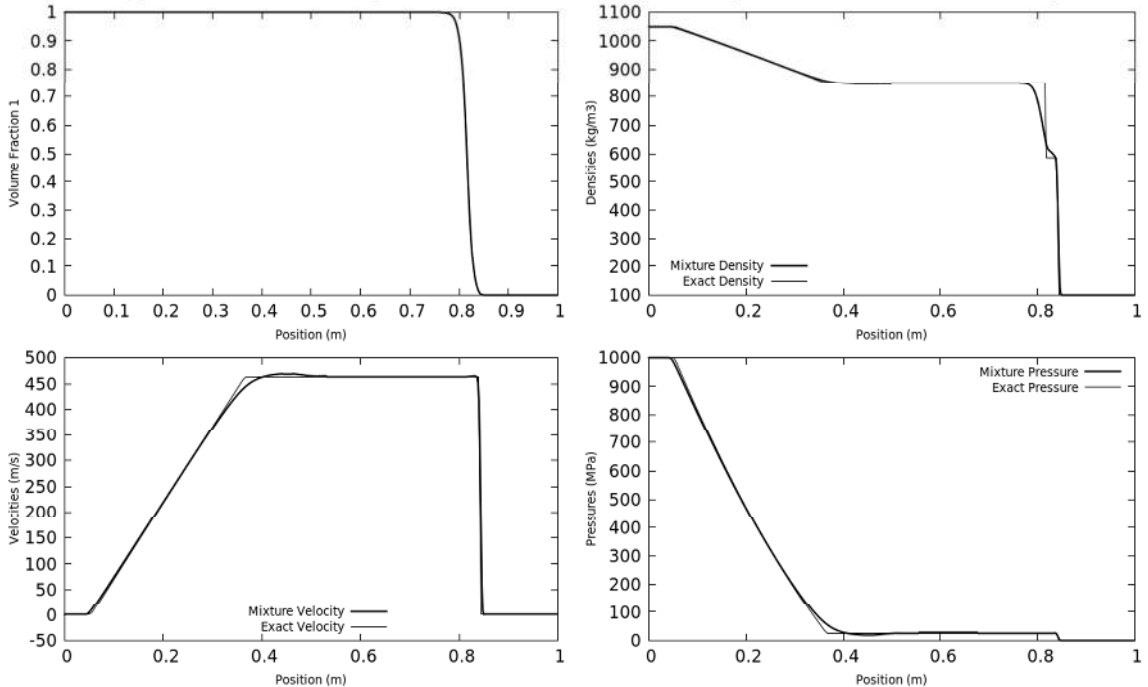 1
0.9
0.8
0.7
0.6
0.5
0.4
0.3
0.2
0.1
0
Volume Fraction 1
0 0.1 0.2 0.3 0.4 0.5 0.6 0.7 0.8 0.9 1
Position (m)
1100
1000
900
800
700
600
500
400
300
200
100
Densities (kg/m3)
Mixture Density
Exact Density
0 0.2 0.4 0.6 0.8 1
Position (m)
500
450
400
350
300
250
200
150
100
50
0
-50
Velocities (m/s)
Mixture Velocity
Exact Velocity
0 0.2 0.4 0.6 0.8 1
Position (m)
1000
900
800
700
600
500
400
300
200
100
0
Pressures (MPa)
Mixture Pressure
Exact Pressure
0 0.2 0.4 0.6 0.8 1
Position (m)